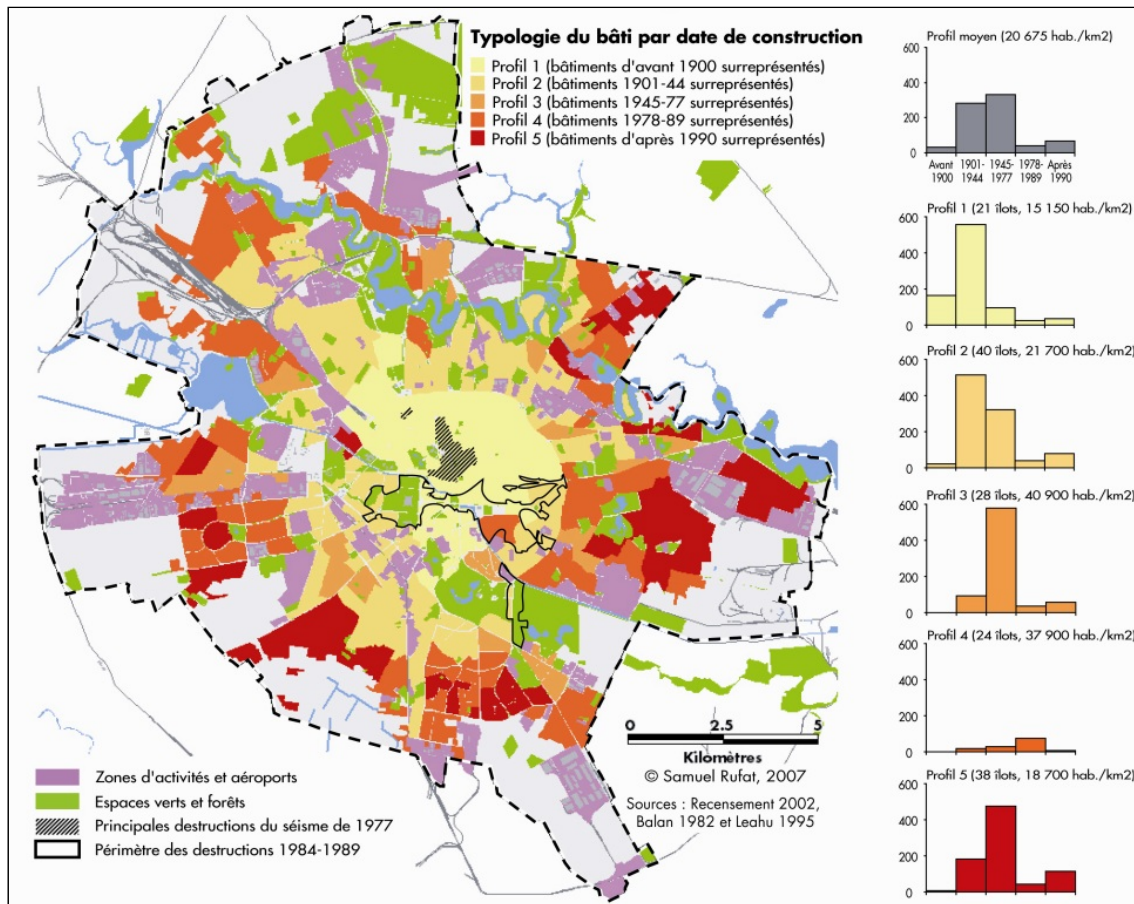 Typologie du bâti par date de construction
Profil 1 (bâtiments d'avant 1900 surreprésentés)
Profil 2 (bâtiments 1901-44 surreprésentés)
Profil 3 (bâtiments 1945-77 surreprésentés)
Profil 4 (bâtiments 1978-89 surreprésentés)
Profil 5 (bâtiments d'après 1990 surreprésentés)
Zones d'activités et aéroports
Espaces verts et forêts
Principales destructions du séisme de 1977
Périmètre des destructions 1984-1989
0 2.5 5
Kilomètres
© Samuel Rufat, 2007
Sources : Recensement 2002,
Balan 1982 et Leahu 1995
Profil moyen (20 675 hab./km2)
600
400
200
0
Avant 1901- 1945- 1978- Après
1900 1944 1977 1989 1990
Profil 1 (21 îlots, 15 150 hab./km2)
600
400
200
0
Profil 2 (40 îlots, 21 700 hab./km2)
600
400
200
0
Profil 3 (28 îlots, 40 900 hab./km2)
600
400
200
0
Profil 4 (24 îlots, 37 900 hab./km2)
600
400
200
0
Profil 5 (38 îlots, 18 700 hab./km2)
600
400
200
0